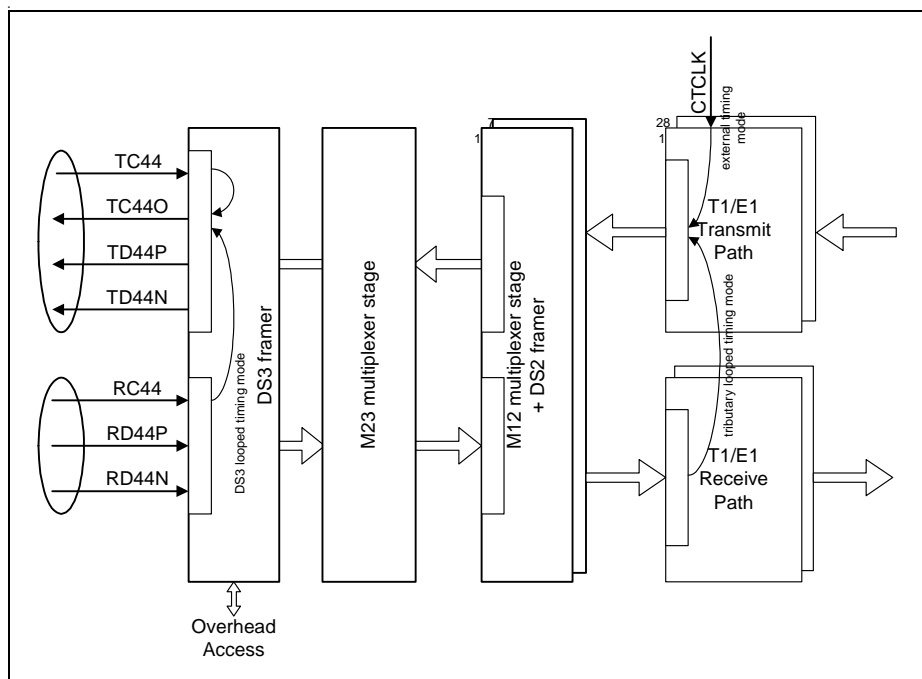 TC44
TC44O
TD44P
TD44N
RC44
RD44P
RD44N
DS3 looped timing mode
DS3 framer
M23 multiplexer stage
7
1
M12 multiplexer stage
+ DS2 framer
CTCLK
external timing
mode
28
1
T1/E1
Transmit
Path
tributary looped timing mode
T1/E1
Receive
Path
Overhead
Access